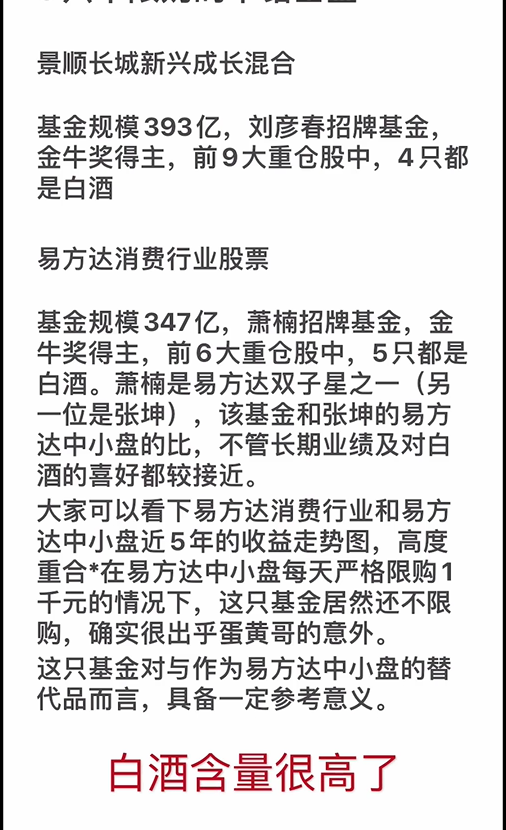 景顺长城新兴成长混合
基金规模393亿，刘彦春招牌基金，
金牛奖得主，前9大重仓股中，4只都
是白酒
易方达消费行业股票
基金规模347亿，萧楠招牌基金，金
牛奖得主，前6大重仓股中，5只都是
白酒。萧楠是易方达双子星之一（另
一位是张坤），该基金和张坤的易方
达中小盘的比，不管长期业绩及对白
酒的喜好都较接近。
大家可以看下易方达消费行业和易方
达中小盘近5年的收益走势图，高度
重合*在易方达中小盘每天严格限购1
千元的情况下，这只基金居然还不限
购，确实很出乎蛋黄哥的意外。
这只基金对与作为易方达中小盘的替
代品而言，具备一定参考意义。
白酒含量很高了